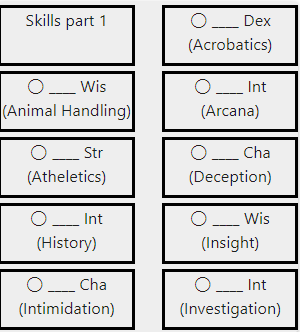 Skills part 1
○ ____ Dex
(Acrobatics)
○ ____ Wis
(Animal Handling)
○ ____ Int
(Arcana)
○ ____ Str
(Atheletics)
○ ____ Cha
(Deception)
○ ____ Int
(History)
○ ____ Wis
(Insight)
○ ____ Cha
(Intimidation)
○ ____ Int
(Investigation)